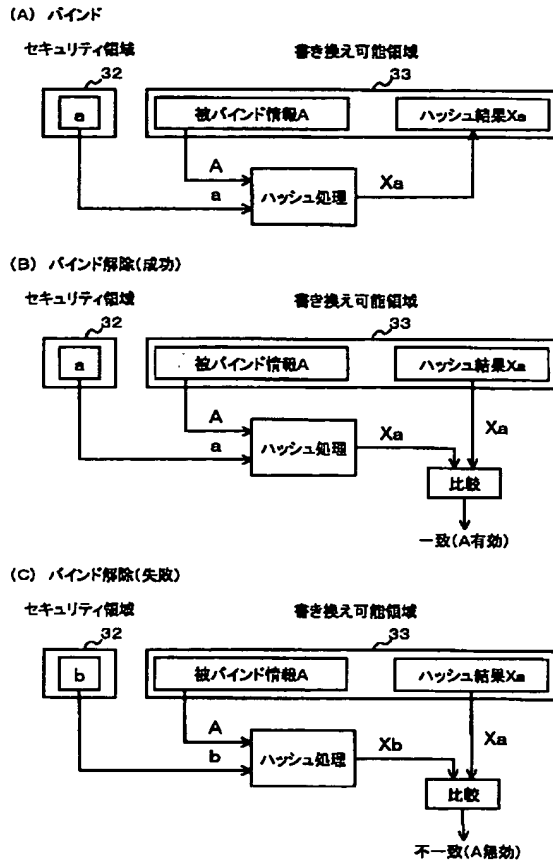 (A) バインド
セキュリティ領域 書き換え可能領域
32 33
a 被バインド情報A ハッシュ結果Xa
A Xa
a ハッシュ処理
(B) バインド解除(成功)
セキュリティ領域 書き換え可能領域
32 33
a 被バインド情報A ハッシュ結果Xa
A Xa Xa
a ハッシュ処理
比較
一致(A有効)
(C) バインド解除(失敗)
セキュリティ領域 書き換え可能領域
32 33
b 被バインド情報A ハッシュ結果Xa
A Xb Xa
b ハッシュ処理
比較
不一致(A無効)